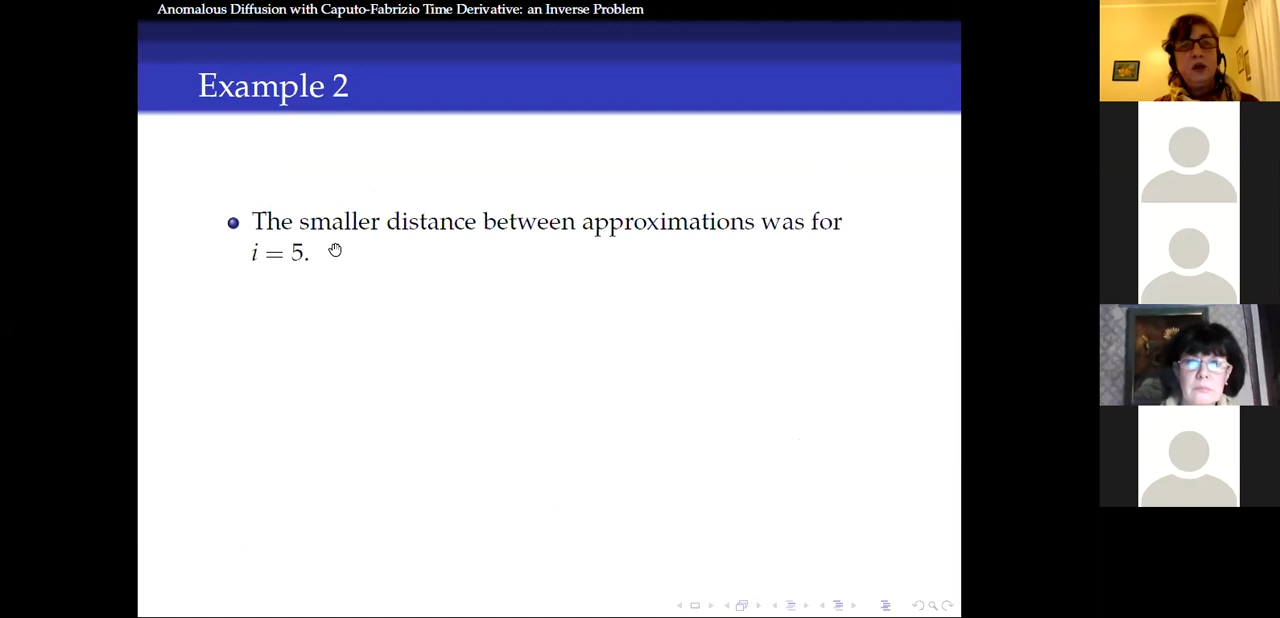 Anomalous Diffusion with Caputo-Fabrizio Time Derivative: an Inverse Problem
Example 2
The smaller distance between approximations was for
i = 5.